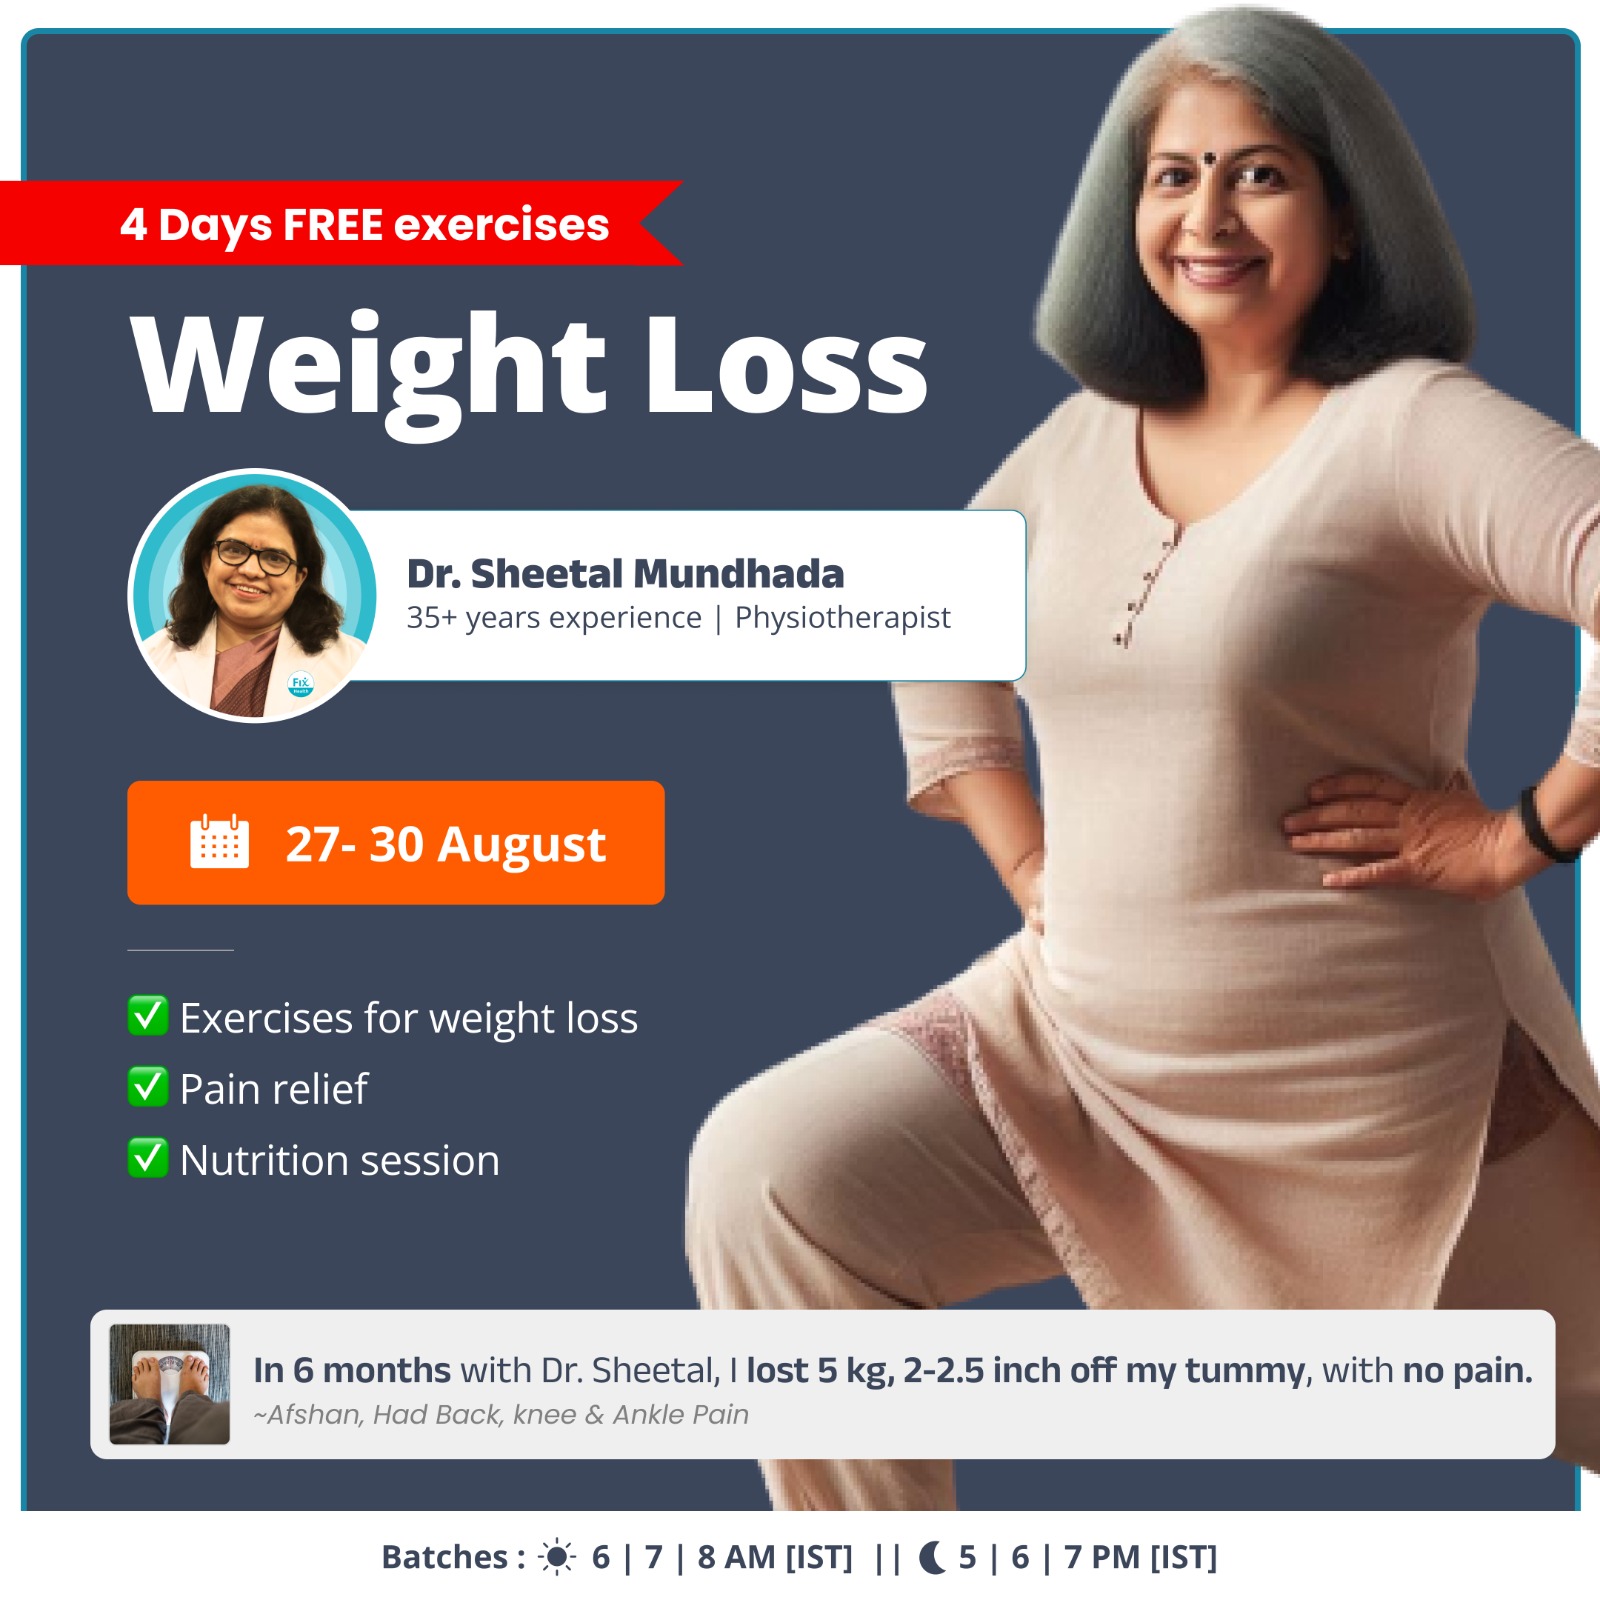 4 Days FREE exercises
Weight Loss
Dr. Sheetal Mundhada
35+ years experience | Physiotherapist
Fix
Health
27- 30 August
✅ Exercises for weight loss
✅ Pain relief
✅ Nutrition session
In 6 months with Dr. Sheetal, I lost 5 kg, 2-2.5 inch off my tummy, with no pain.
~Afshan, Had Back, knee & Ankle Pain
Batches : ☀ 6 | 7 | 8 AM [IST] || ☾ 5 | 6 | 7 PM [IST]